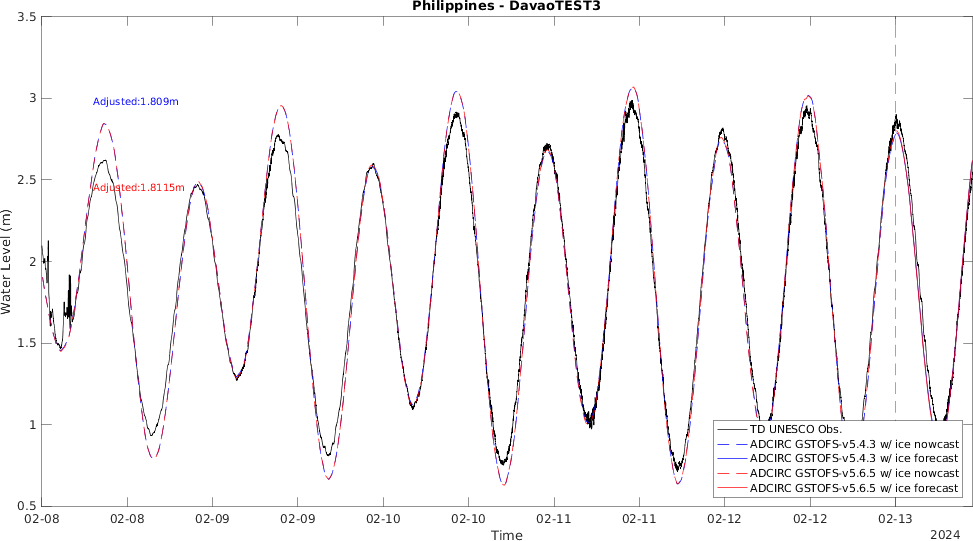 Philippines - DavaoTEST3
3.5
3
2.5
2
1.5
1
0.5
Water Level (m)
Adjusted:1.809m
Adjusted:1.8115m
TD UNESCO Obs.
ADCIRC GSTOFS-v5.4.3 w/ ice nowcast
ADCIRC GSTOFS-v5.4.3 w/ ice forecast
ADCIRC GSTOFS-v5.6.5 w/ ice nowcast
ADCIRC GSTOFS-v5.6.5 w/ ice forecast
02-08 02-08 02-09 02-09 02-10 02-10 02-11 02-11 02-12 02-12 02-13
Time
2024